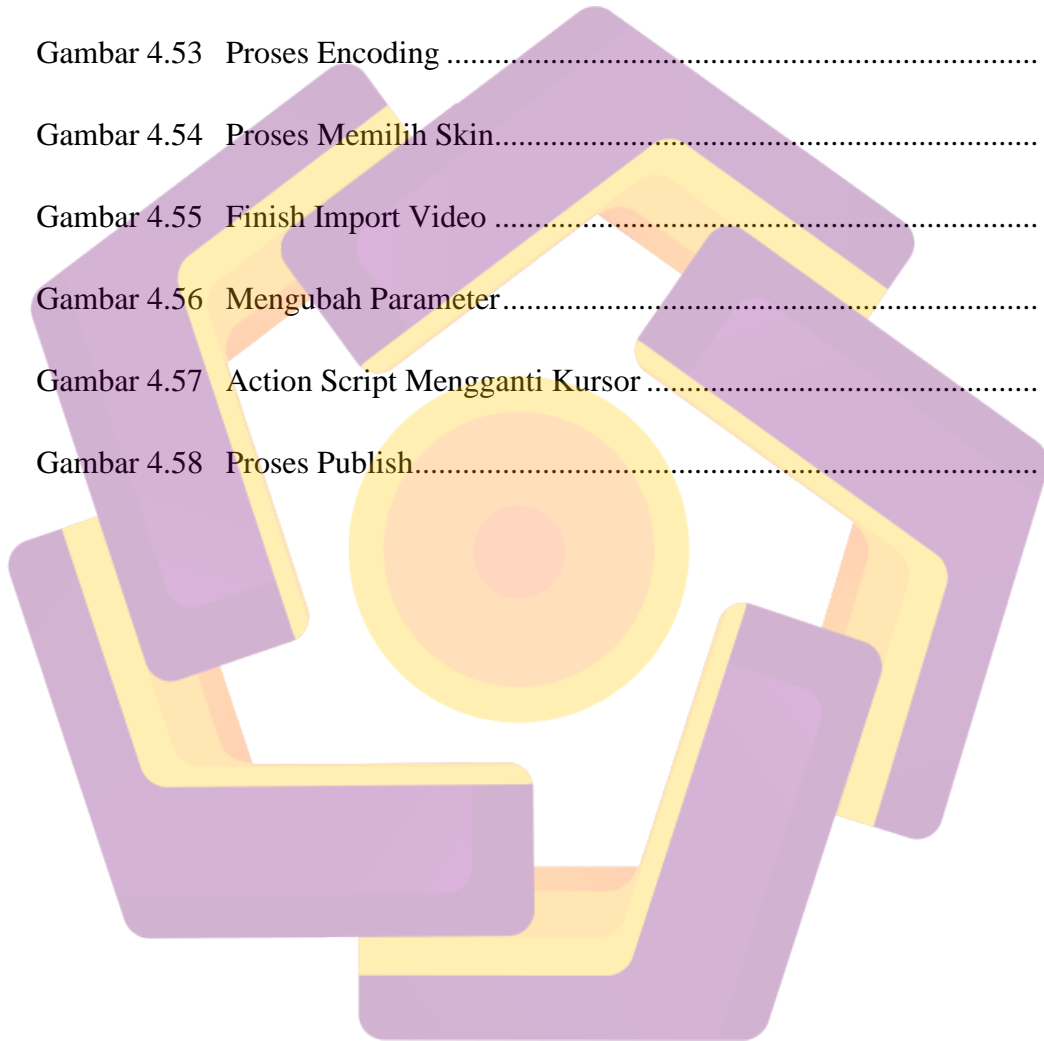 Gambar 4.53 Proses Encoding ..........................................................................
Gambar 4.54 Proses Memilih Skin....................................................................
Gambar 4.55 Finish Import Video ....................................................................
Gambar 4.56 Mengubah Parameter...................................................................
Gambar 4.57 Action Script Mengganti Kursor .................................................
Gambar 4.58 Proses Publish..............................................................................